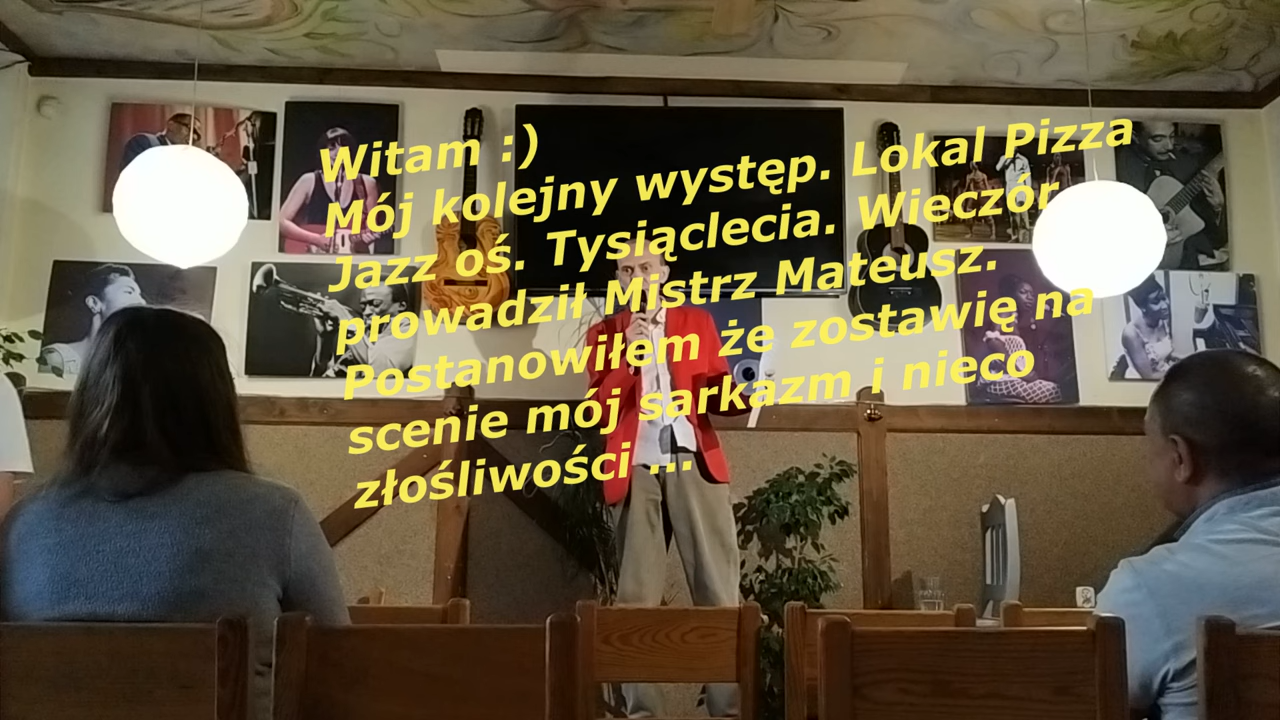 Witam :)
Mój kolejny występ. Lokal Pizza
Jazz oś. Tysiąclecia. Wieczór
prowadził Mistrz Mateusz.
Postanowiłem że zostawię na
scenie mój sarkazm i nieco
złośliwości ...